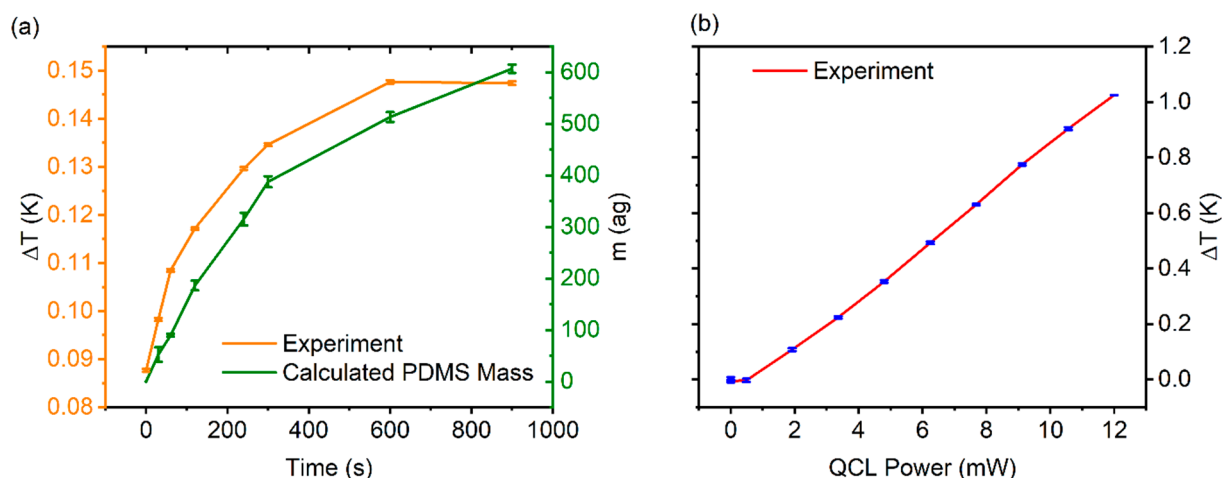 (a)
0.15
0.14
0.13
0.12
0.11
0.10
0.09
0.08
ΔT (K)
600
500
400
300
200
100
0
m (ag)
Experiment
Calculated PDMS Mass
0 200 400 600 800 1000
Time (s)
(b)
Experiment
1.2
1.0
0.8
0.6
0.4
0.2
0.0
ΔT (K)
0 2 4 6 8 10 12
QCL Power (mW)